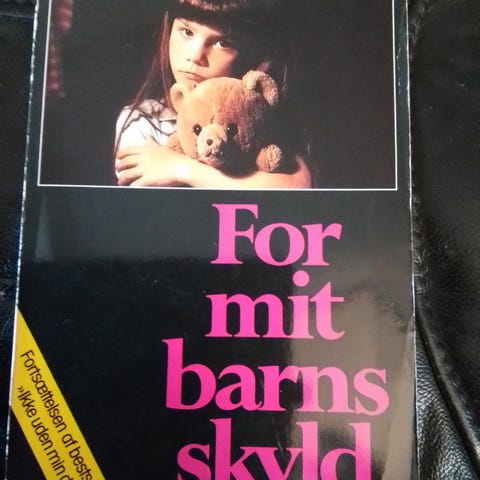 For
mit
barns
skyld
Fortsættelsen af
»Ikke uden min